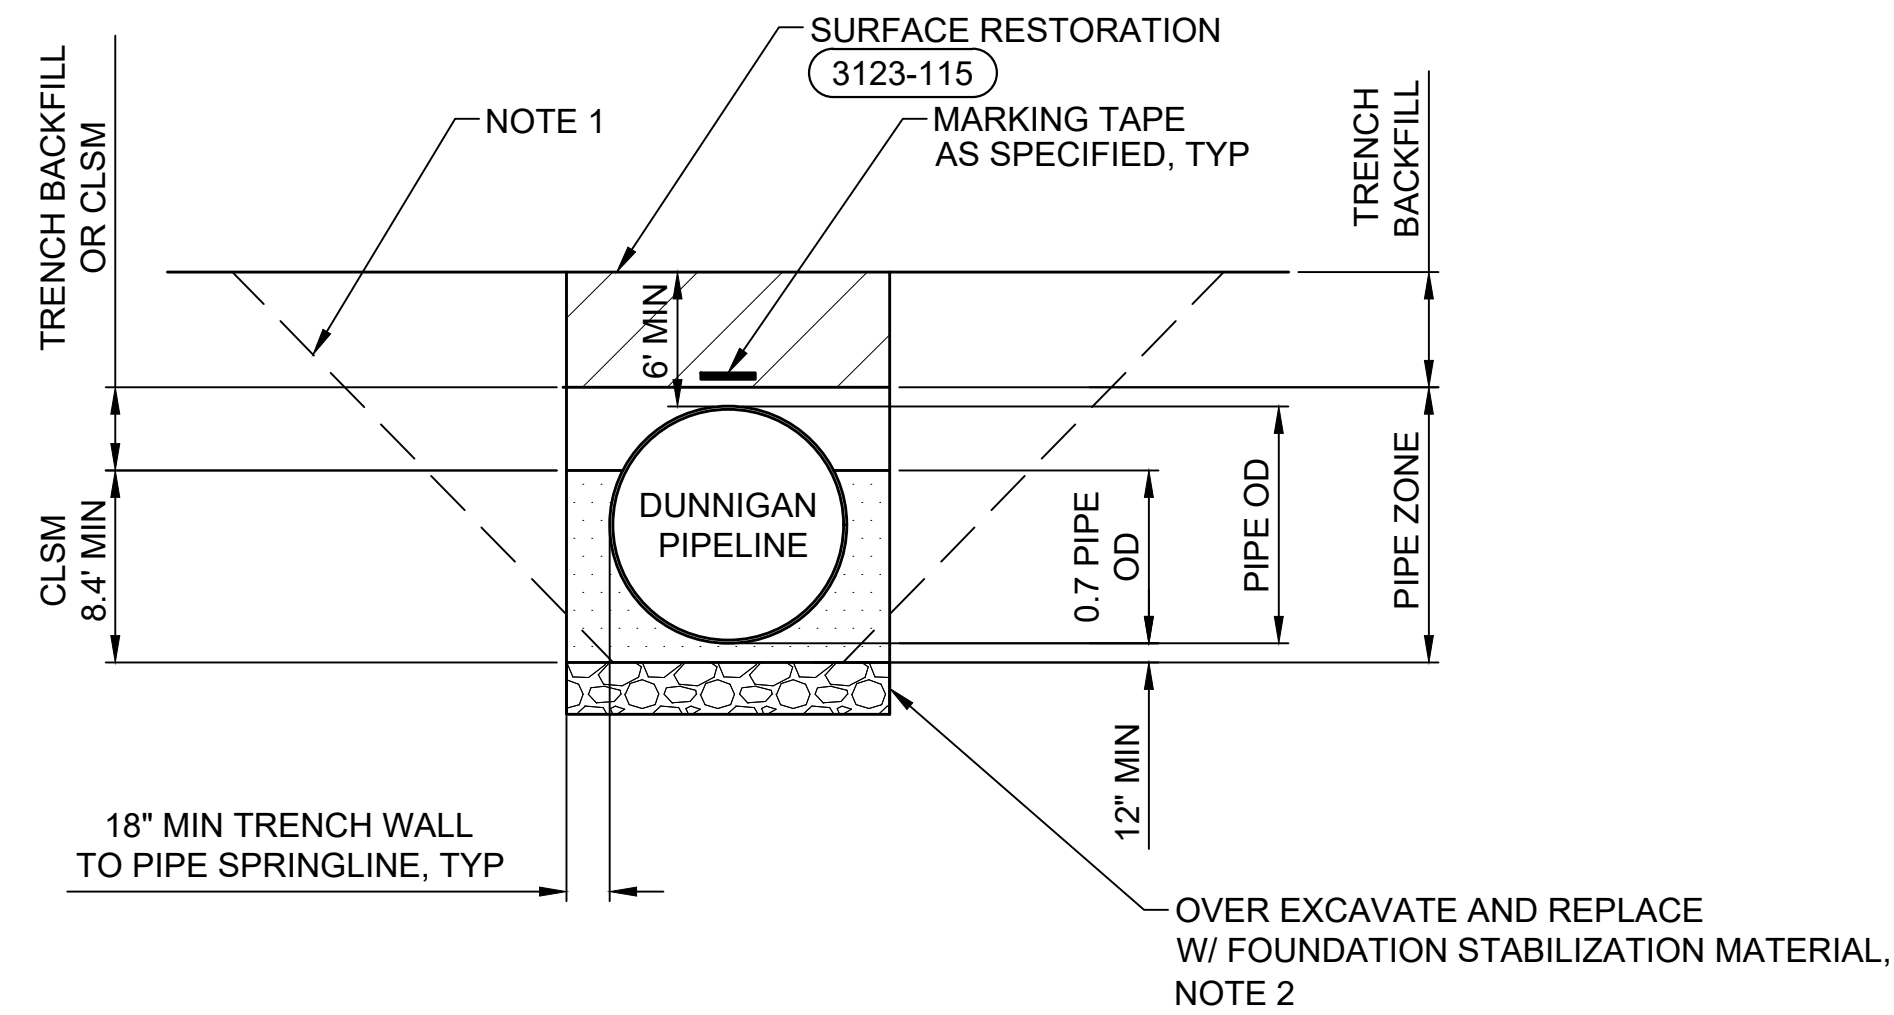 SURFACE RESTORATION
3123-115
NOTE 1
MARKING TAPE
AS SPECIFIED, TYP
TRENCH BACKFILL
OR CLSM
TRENCH
BACKFILL
6' MIN
DUNNIGAN
PIPELINE
CLSM
8.4' MIN
0.7 PIPE
OD
PIPE OD
PIPE ZONE
12" MIN
18" MIN TRENCH WALL
TO PIPE SPRINGLINE, TYP
OVER EXCAVATE AND REPLACE
W/ FOUNDATION STABILIZATION MATERIAL,
NOTE 2